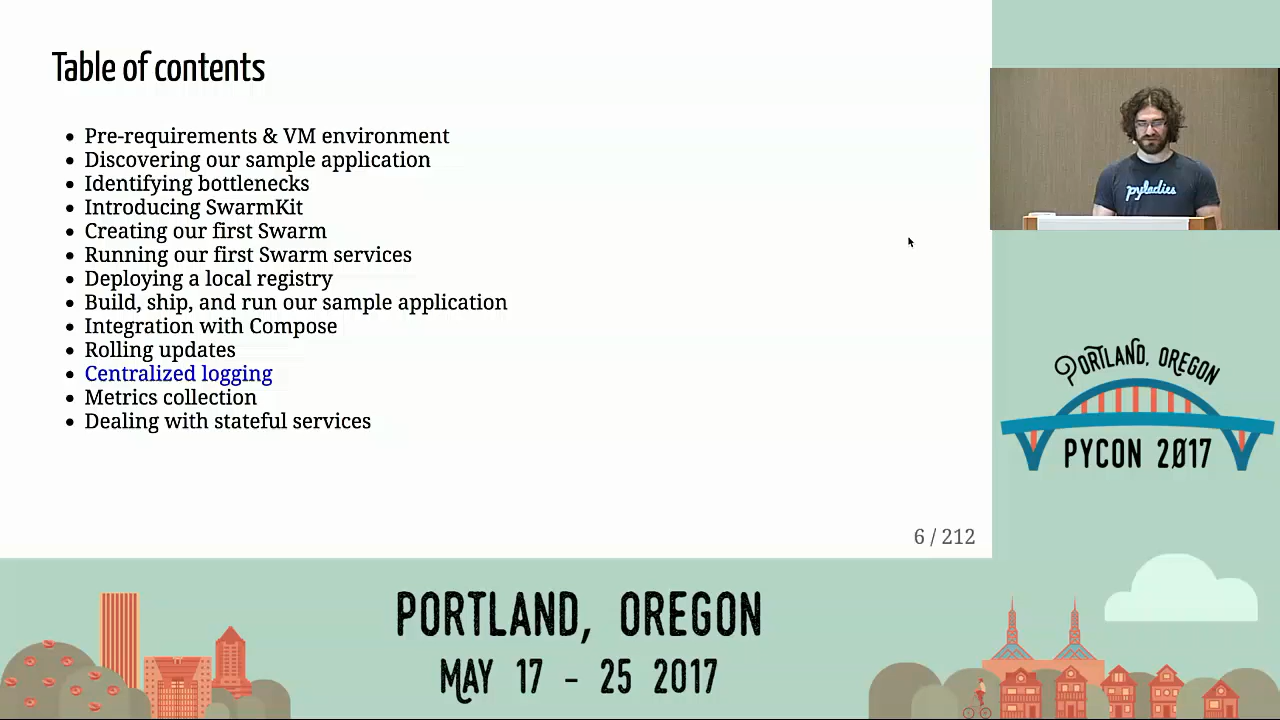 Table of contents
Pre-requirements & VM environment
Discovering our sample application
Identifying bottlenecks
Introducing SwarmKit
Creating our first Swarm
Running our first Swarm services
Deploying a local registry
Build, ship, and run our sample application
Integration with Compose
Rolling updates
Centralized logging
Metrics collection
Dealing with stateful services
6 / 212
pyladies
PORTLAND, OREGON
PYCON 2017
PORTLAND, OREGON
MAY 17 - 25 2017